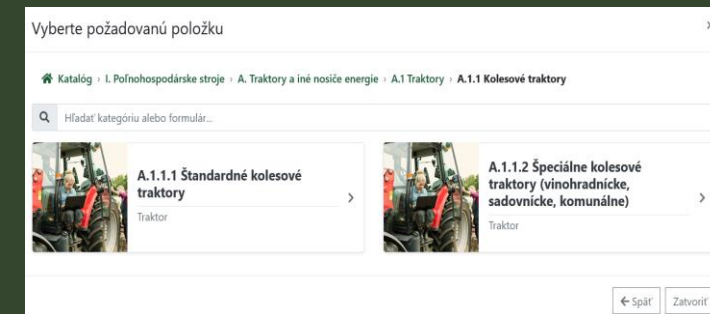 Vyberte požadovanú položku
Katalóg › I. Poľnohospodárske stroje › A. Traktory a iné nosiče energie › A.1 Traktory › A.1.1 Kolesové traktory
Hľadať kategóriu alebo formulár...
A.1.1.1 Štandardné kolesové
traktory
Traktor
A.1.1.2 Špeciálne kolesové
traktory (vinohradnícke,
sadovnícke, komunálne)
Traktor
Späť
Zatvoriť